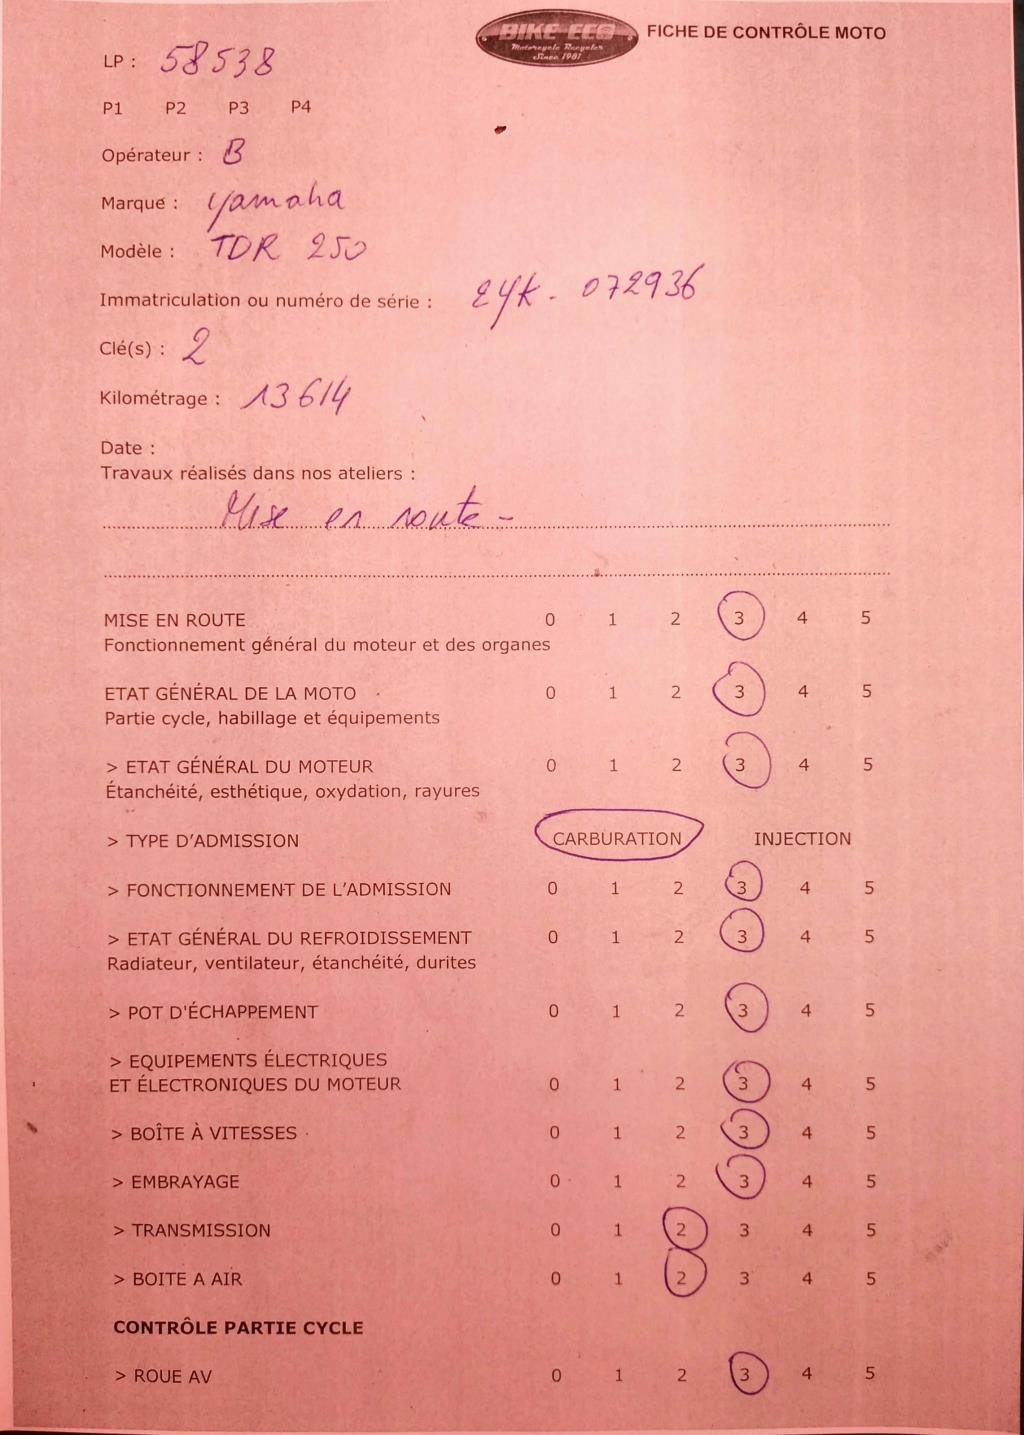 BIKE ECO
Motorcycle Recycler
Since 1981
FICHE DE CONTRÔLE MOTO
LP : 58538
P1 P2 P3 P4
Opérateur : B
Marque : yamaha
Modèle : TDR 250
Immatriculation ou numéro de série : 2YK - 072936
Clé(s) : 2
Kilométrage : 13614
Date :
Travaux réalisés dans nos ateliers :
Mise en route -
MISE EN ROUTE 0 1 2 3 4 5
Fonctionnement général du moteur et des organes
ETAT GÉNÉRAL DE LA MOTO 0 1 2 3 4 5
Partie cycle, habillage et équipements
> ETAT GÉNÉRAL DU MOTEUR 0 1 2 3 4 5
Étanchéité, esthétique, oxydation, rayures
> TYPE D'ADMISSION CARBURATION INJECTION
> FONCTIONNEMENT DE L'ADMISSION 0 1 2 3 4 5
> ETAT GÉNÉRAL DU REFROIDISSEMENT 0 1 2 3 4 5
Radiateur, ventilateur, étanchéité, durites
> POT D'ÉCHAPPEMENT 0 1 2 3 4 5
> EQUIPEMENTS ÉLECTRIQUES
ET ÉLECTRONIQUES DU MOTEUR 0 1 2 3 4 5
> BOÎTE À VITESSES 0 1 2 3 4 5
> EMBRAYAGE 0 1 2 3 4 5
> TRANSMISSION 0 1 2 3 4 5
> BOITE A AIR 0 1 2 3 4 5
CONTRÔLE PARTIE CYCLE
> ROUE AV 0 1 2 3 4 5